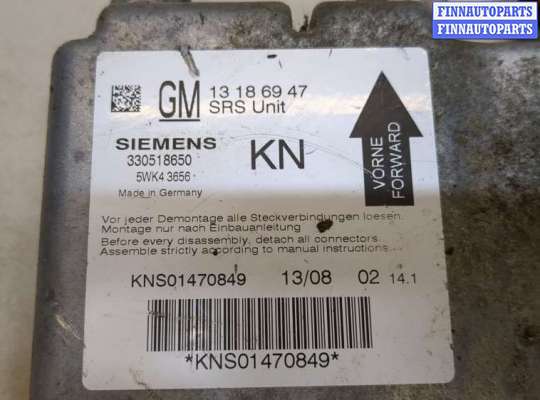 FINNAUTOPARTS
FINNAUTOPARTS
GM 13 18 69 47
SRS Unit
SIEMENS
330518650
5WK4 3656
Made in Germany
KN
VORNE
FORWARD
Vor jeder Demontage alle Steckverbindungen loesen.
Montage nur nach Einbauanleitung
Before every disassembly, detach all connectors.
Assemble strictly according to manual instructions
KNS01470849 13/08 02 14.1
*KNS01470849*